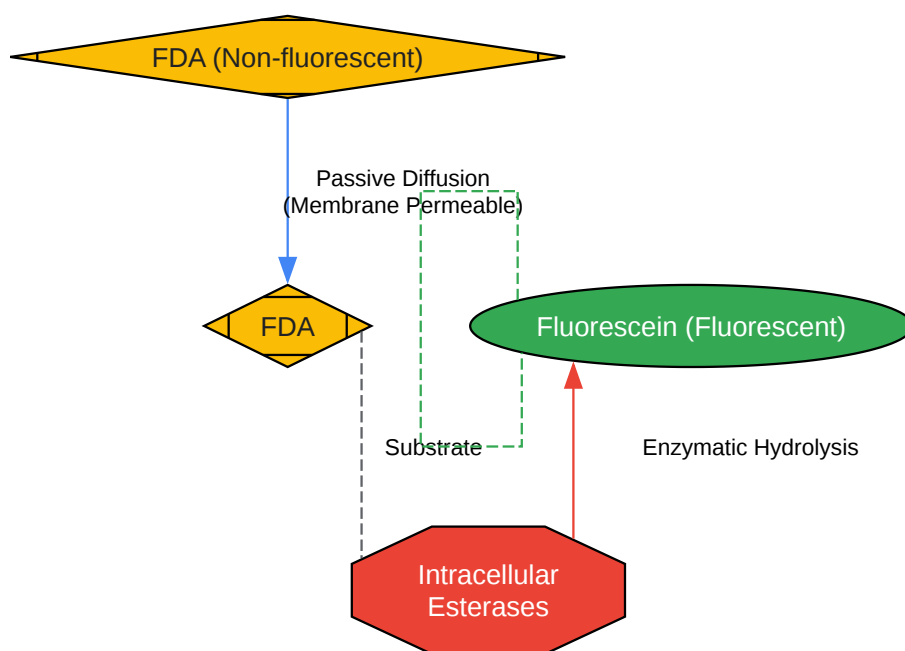 FDA (Non-fluorescent)
Passive Diffusion
(Membrane Permeable)
FDA
Fluorescein (Fluorescent)
Substrate
Enzymatic Hydrolysis
Intracellular
Esterases